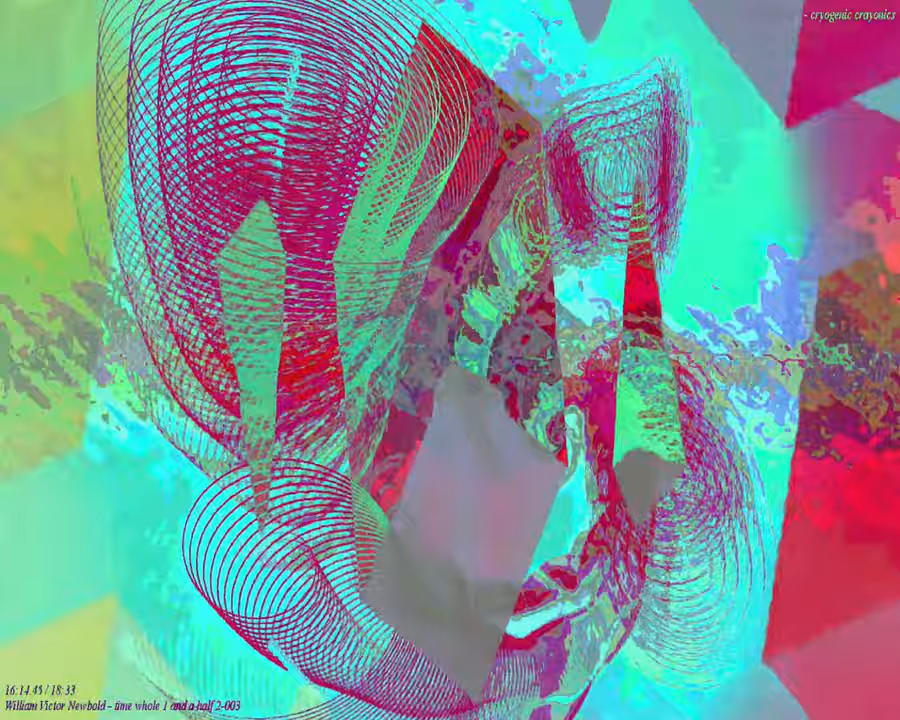 - cryogenic crayonics
16:14.45 / 18:33
William Victor Newbold - time whole 1 and a half 2-003